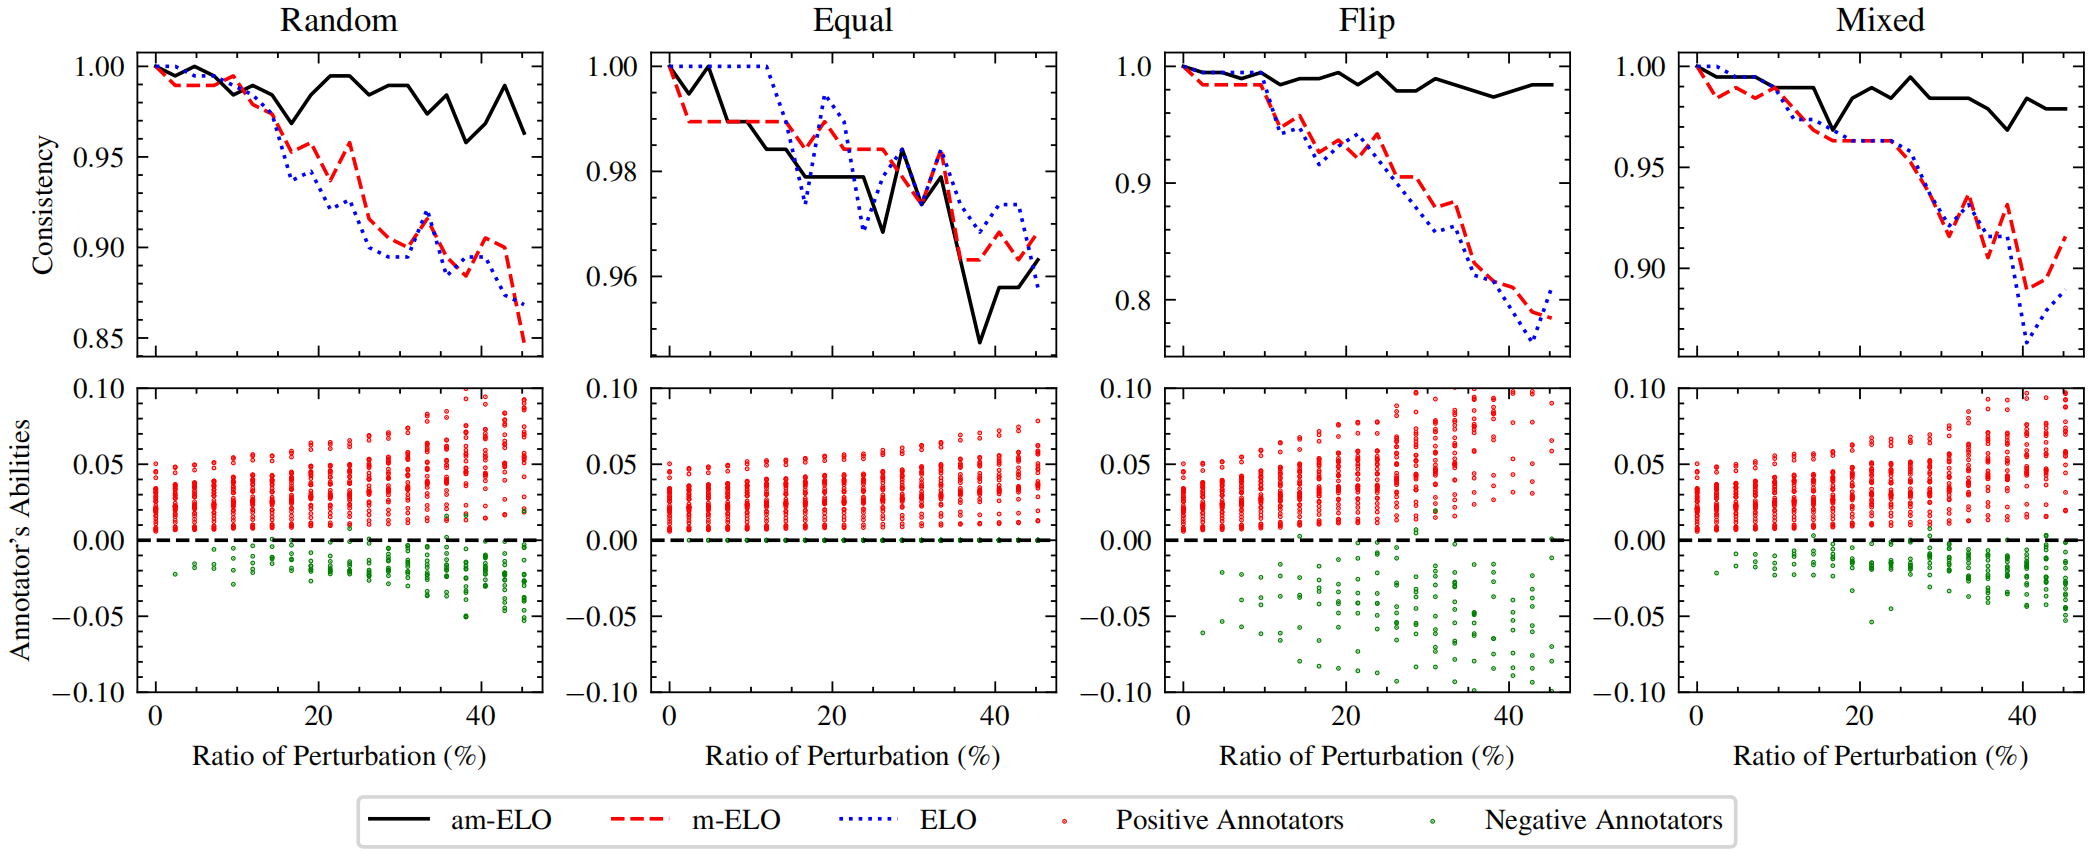 Random Equal Flip Mixed
Consistency
1.00 0.95 0.90 0.85
1.00 0.98 0.96
1.0 0.9 0.8
1.00 0.95 0.90
Annotator's Abilities
0.10 0.05 0.00 −0.05 −0.10
0.10 0.05 0.00 −0.05 −0.10
0.10 0.05 0.00 −0.05 −0.10
0.10 0.05 0.00 −0.05 −0.10
0 20 40 0 20 40 0 20 40 0 20 40
Ratio of Perturbation (%) Ratio of Perturbation (%) Ratio of Perturbation (%) Ratio of Perturbation (%)
am-ELO m-ELO ELO Positive Annotators Negative Annotators